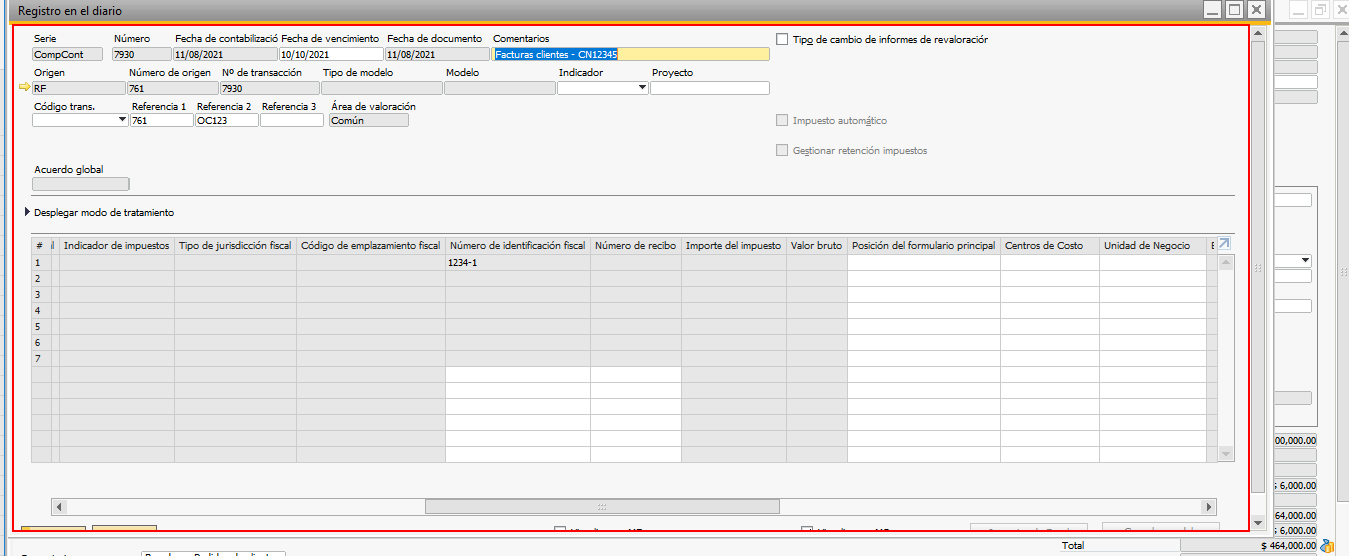 Registro en el diario
Serie Número Fecha de contabilizació Fecha de vencimiento Fecha de documento Comentarios
CompCont 7930 11/08/2021 10/10/2021 11/08/2021 Facturas clientes - CN12345
Tipo de cambio de informes de revaloraciór
Origen Número de origen Nº de transacción Tipo de modelo Modelo Indicador Proyecto
RF 761 7930
Código trans. Referencia 1 Referencia 2 Referencia 3 Área de valoración
761 OC123 Común
Impuesto automático
Gestionar retención impuestos
Acuerdo global
Desplegar modo de tratamiento
# Indicador de impuestos Tipo de jurisdicción fiscal Código de emplazamiento fiscal Número de identificación fiscal Número de recibo Importe del impuesto Valor bruto Posición del formulario principal Centros de Costo Unidad de Negocio
1 1234-1
2
3
4
5
6
7
00,000.00
$ 6,000.00
64,000.00
$ 6,000.00
Total $ 464,000.00